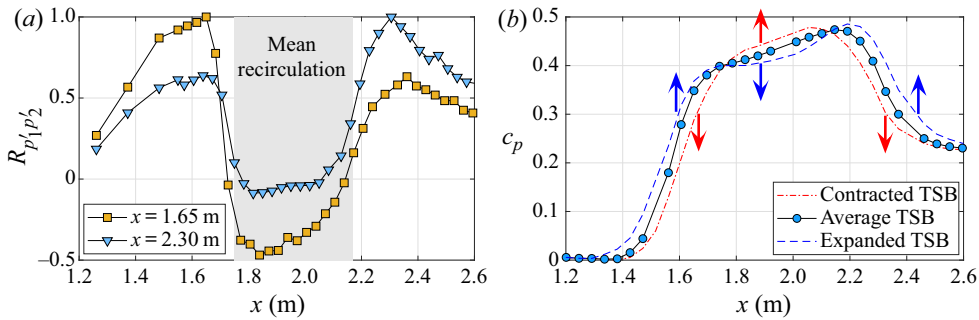 (a)
1.0
0.5
0
−0.5
R_{p′_1 p′_2}
Mean
recirculation
x = 1.65 m
x = 2.30 m
1.2 1.4 1.6 1.8 2.0 2.2 2.4 2.6
x (m)
(b)
0.5
0.4
0.3
0.2
0.1
0
c_p
Contracted TSB
Average TSB
Expanded TSB
1.2 1.4 1.6 1.8 2.0 2.2 2.4 2.6
x (m)